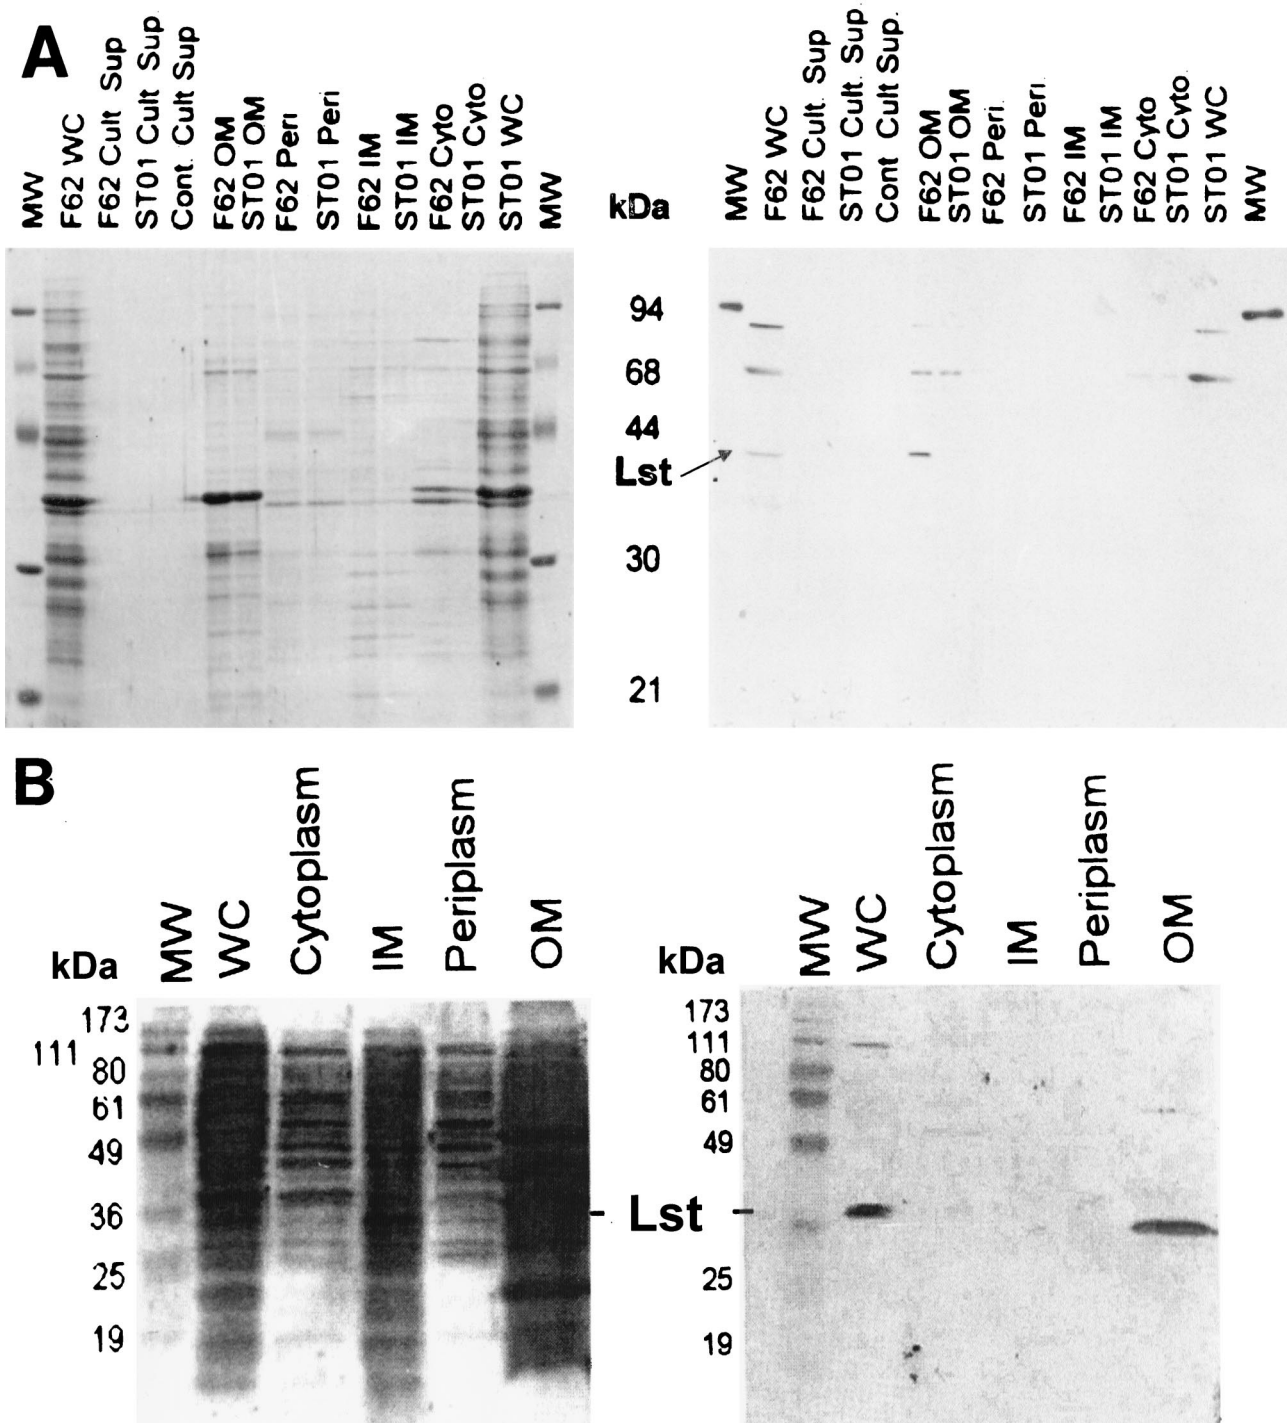 A
MW
F62 WC
F62 Cult Sup
ST01 Cult Sup
Cont. Cult Sup
F62 OM
ST01 OM
F62 Peri
ST01 Peri
F62 IM
ST01 IM
F62 Cyto
ST01 Cyto
ST01 WC
MW
kDa
94
68
44
Lst
30
21
MW
F62 WC
F62 Cult. Sup
ST01 Cult. Sup.
Cont Cult Sup.
F62 OM
ST01 OM
F62 Peri.
ST01 Peri.
F62 IM
ST01 IM
F62 Cyto
ST01 Cyto.
ST01 WC
MW
B
kDa
MW
WC
Cytoplasm
IM
Periplasm
OM
173
111
80
61
49
36
25
19
Lst
kDa
MW
WC
Cytoplasm
IM
Periplasm
OM
173
111
80
61
49
25
19